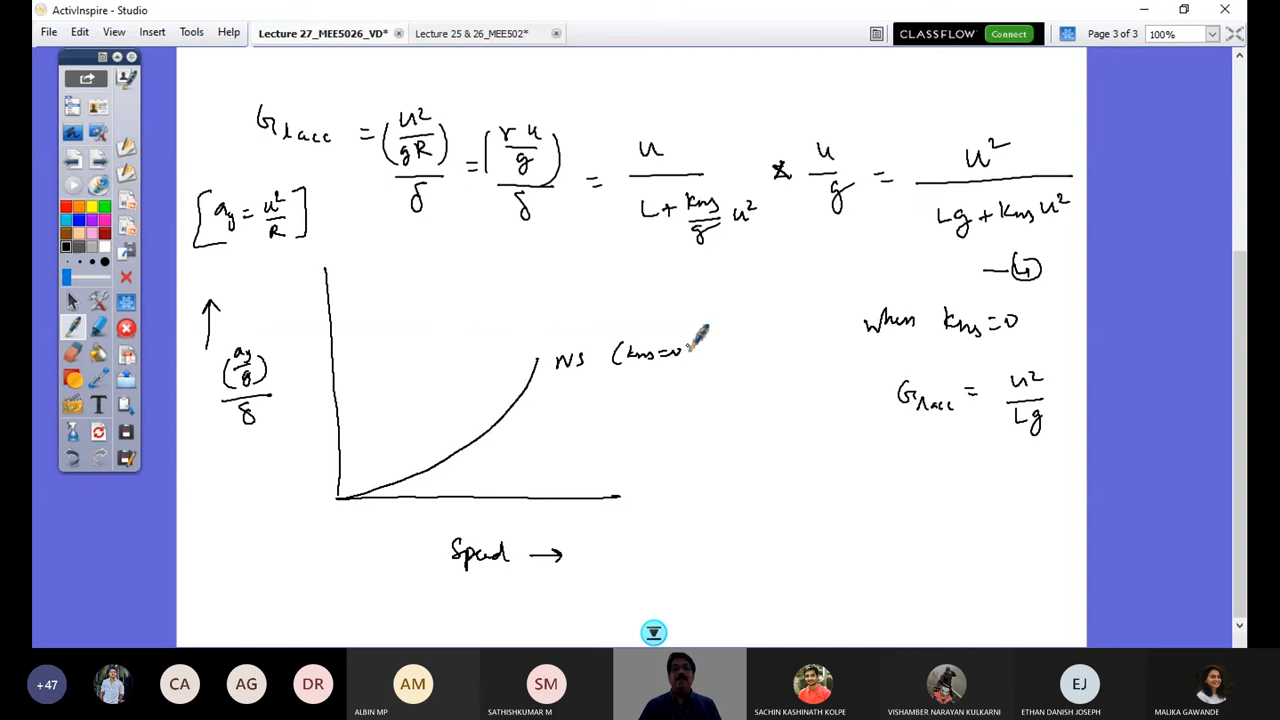 ActivInspire - Studio
File Edit View Insert Tools Help
Lecture 27_MEE5026_VD* Lecture 25 & 26_MEE502*
CLASSFLOW Connect
Page 3 of 3 100%
G_lacc = (u²/gR)/δ = (r u/g)/δ = u/(L + (kus/g) u²) * u/g = u²/(Lg + kus u²)
[ay = u²/R]
—(4)
when kus = 0
G_lacc = u²/Lg
NS (kus=0
(ay/g)/δ
Speed →
+47 CA AG DR AM SM EJ
ALBIN MP SATHISHKUMAR M SACHIN KASHINATH KOLPE VISHAMBER NARAYAN KULKARNI ETHAN DANISH JOSEPH MALIKA GAWANDE